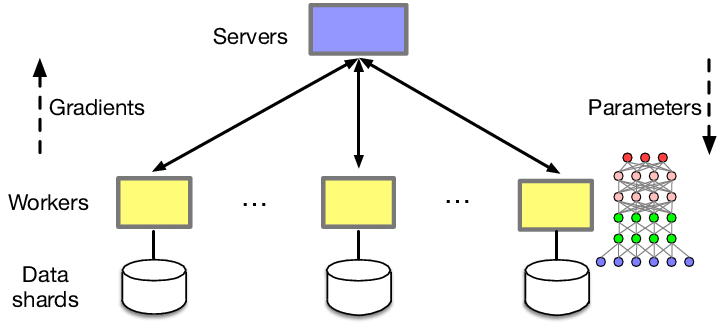 Servers
Gradients
Parameters
Workers
...
...
Data
shards